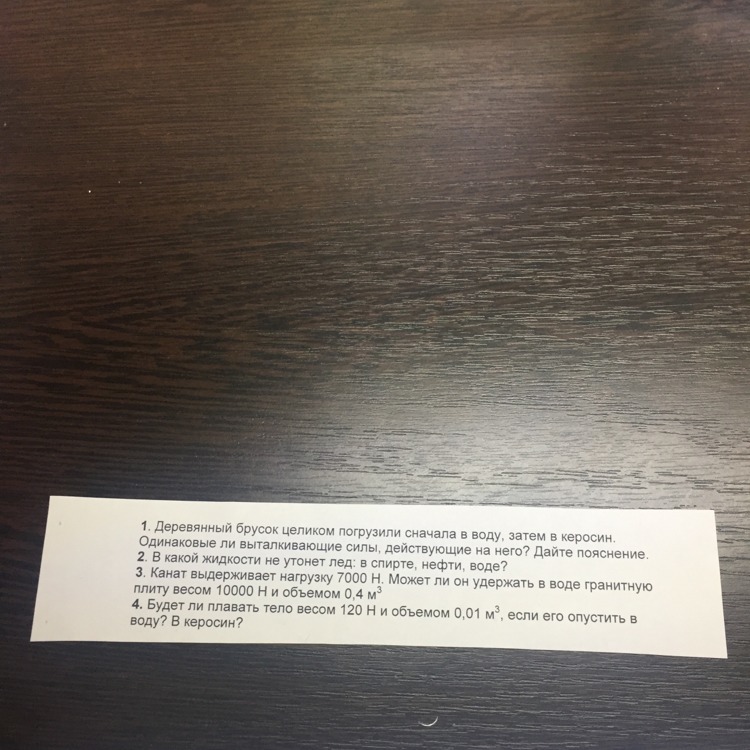 1. Деревянный брусок целиком погрузили сначала в воду, затем в керосин.
Одинаковые ли выталкивающие силы, действующие на него? Дайте пояснение.
2. В какой жидкости не утонет лед: в спирте, нефти, воде?
3. Канат выдерживает нагрузку 7000 Н. Может ли он удержать в воде гранитную
плиту весом 10000 Н и объемом 0,4 м³
4. Будет ли плавать тело весом 120 Н и объемом 0,01 м³, если его опустить в
воду? В керосин?